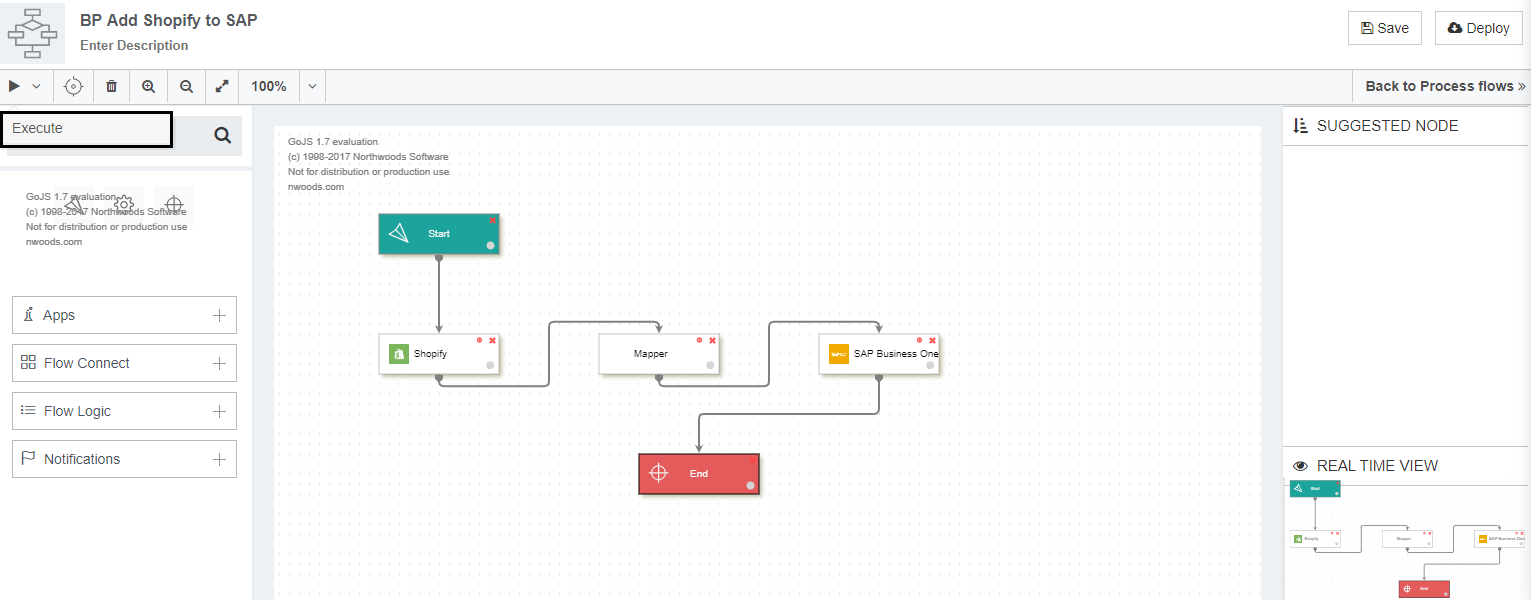 BP Add Shopify to SAP
Enter Description
Save
Deploy
100%
Back to Process flows »
Execute
GoJS 1.7 evaluation
(c) 1998-2017 Northwoods Software
Not for distribution or production use
nwoods.com
Apps
Flow Connect
Flow Logic
Notifications
GoJS 1.7 evaluation
(c) 1998-2017 Northwoods Software
Not for distribution or production use
nwoods.com
Start
Shopify
Mapper
SAP Business One
End
SUGGESTED NODE
REAL TIME VIEW
Start
Shopify
Mapper
SAP Business One
End